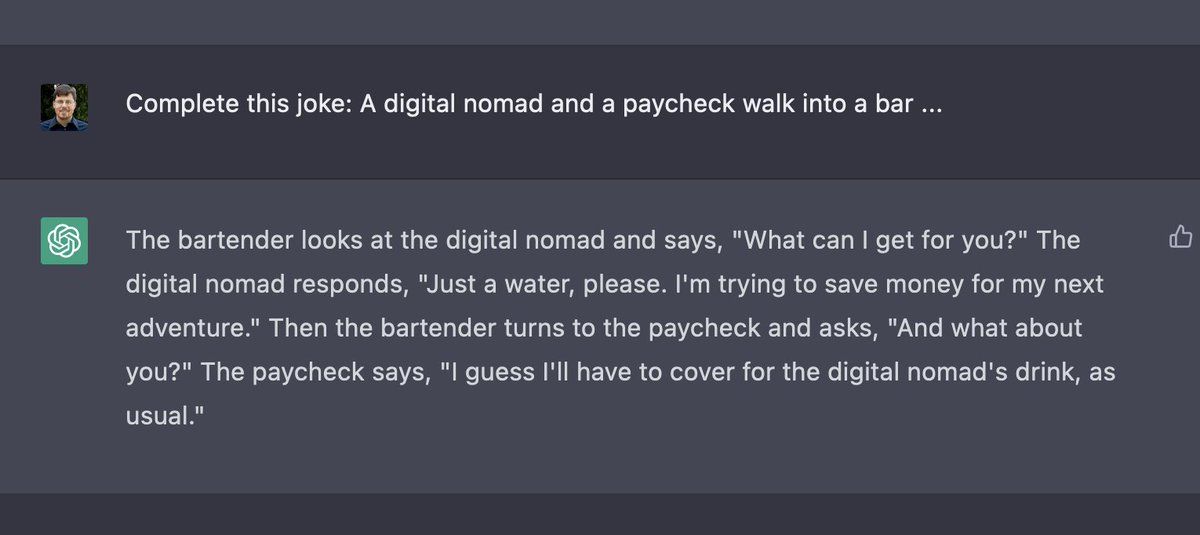 Complete this joke: A digital nomad and a paycheck walk into a bar ...
The bartender looks at the digital nomad and says, "What can I get for you?" The
digital nomad responds, "Just a water, please. I'm trying to save money for my next
adventure." Then the bartender turns to the paycheck and asks, "And what about
you?" The paycheck says, "I guess I'll have to cover for the digital nomad's drink, as
usual."